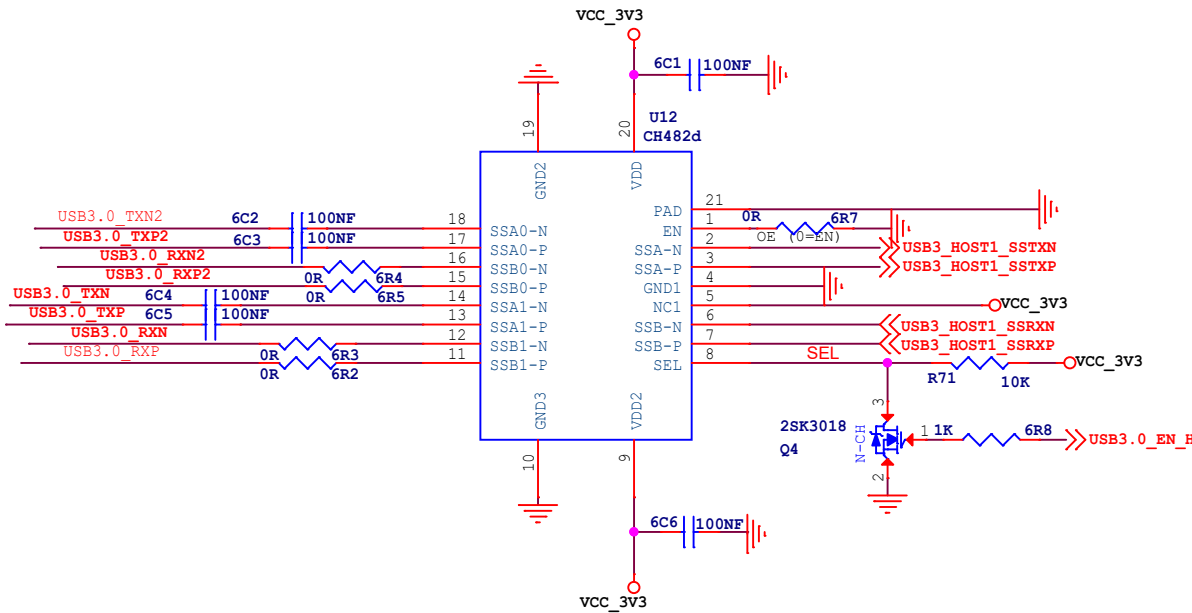 VCC_3V3
6C1 100NF
U12
CH482d
19
20
GND2
VDD
USB3.0_TXN2
6C2 100NF
18 SSA0-N
USB3.0_TXP2
6C3 100NF
17 SSA0-P
USB3.0_RXN2
16 SSB0-N
0R 6R4
USB3.0_RXP2
15 SSB0-P
0R 6R5
USB3.0_TXN
6C4 100NF
14 SSA1-N
USB3.0_TXP
6C5 100NF
13 SSA1-P
USB3.0_RXN
12 SSB1-N
0R 6R3
USB3.0_RXP
11 SSB1-P
0R 6R2
PAD 21
EN 1
0R 6R7
OE (0=EN)
SSA-N 2 USB3_HOST1_SSTXN
SSA-P 3 USB3_HOST1_SSTXP
GND1 4
NC1 5 VCC_3V3
SSB-N 6 USB3_HOST1_SSRXN
SSB-P 7 USB3_HOST1_SSRXP
SEL 8 SEL
VCC_3V3
R71 10K
GND3
VDD2
10
9
3
2SK3018
Q4
N-CH
1 1K 6R8
USB3.0_EN_H
2
6C6 100NF
VCC_3V3